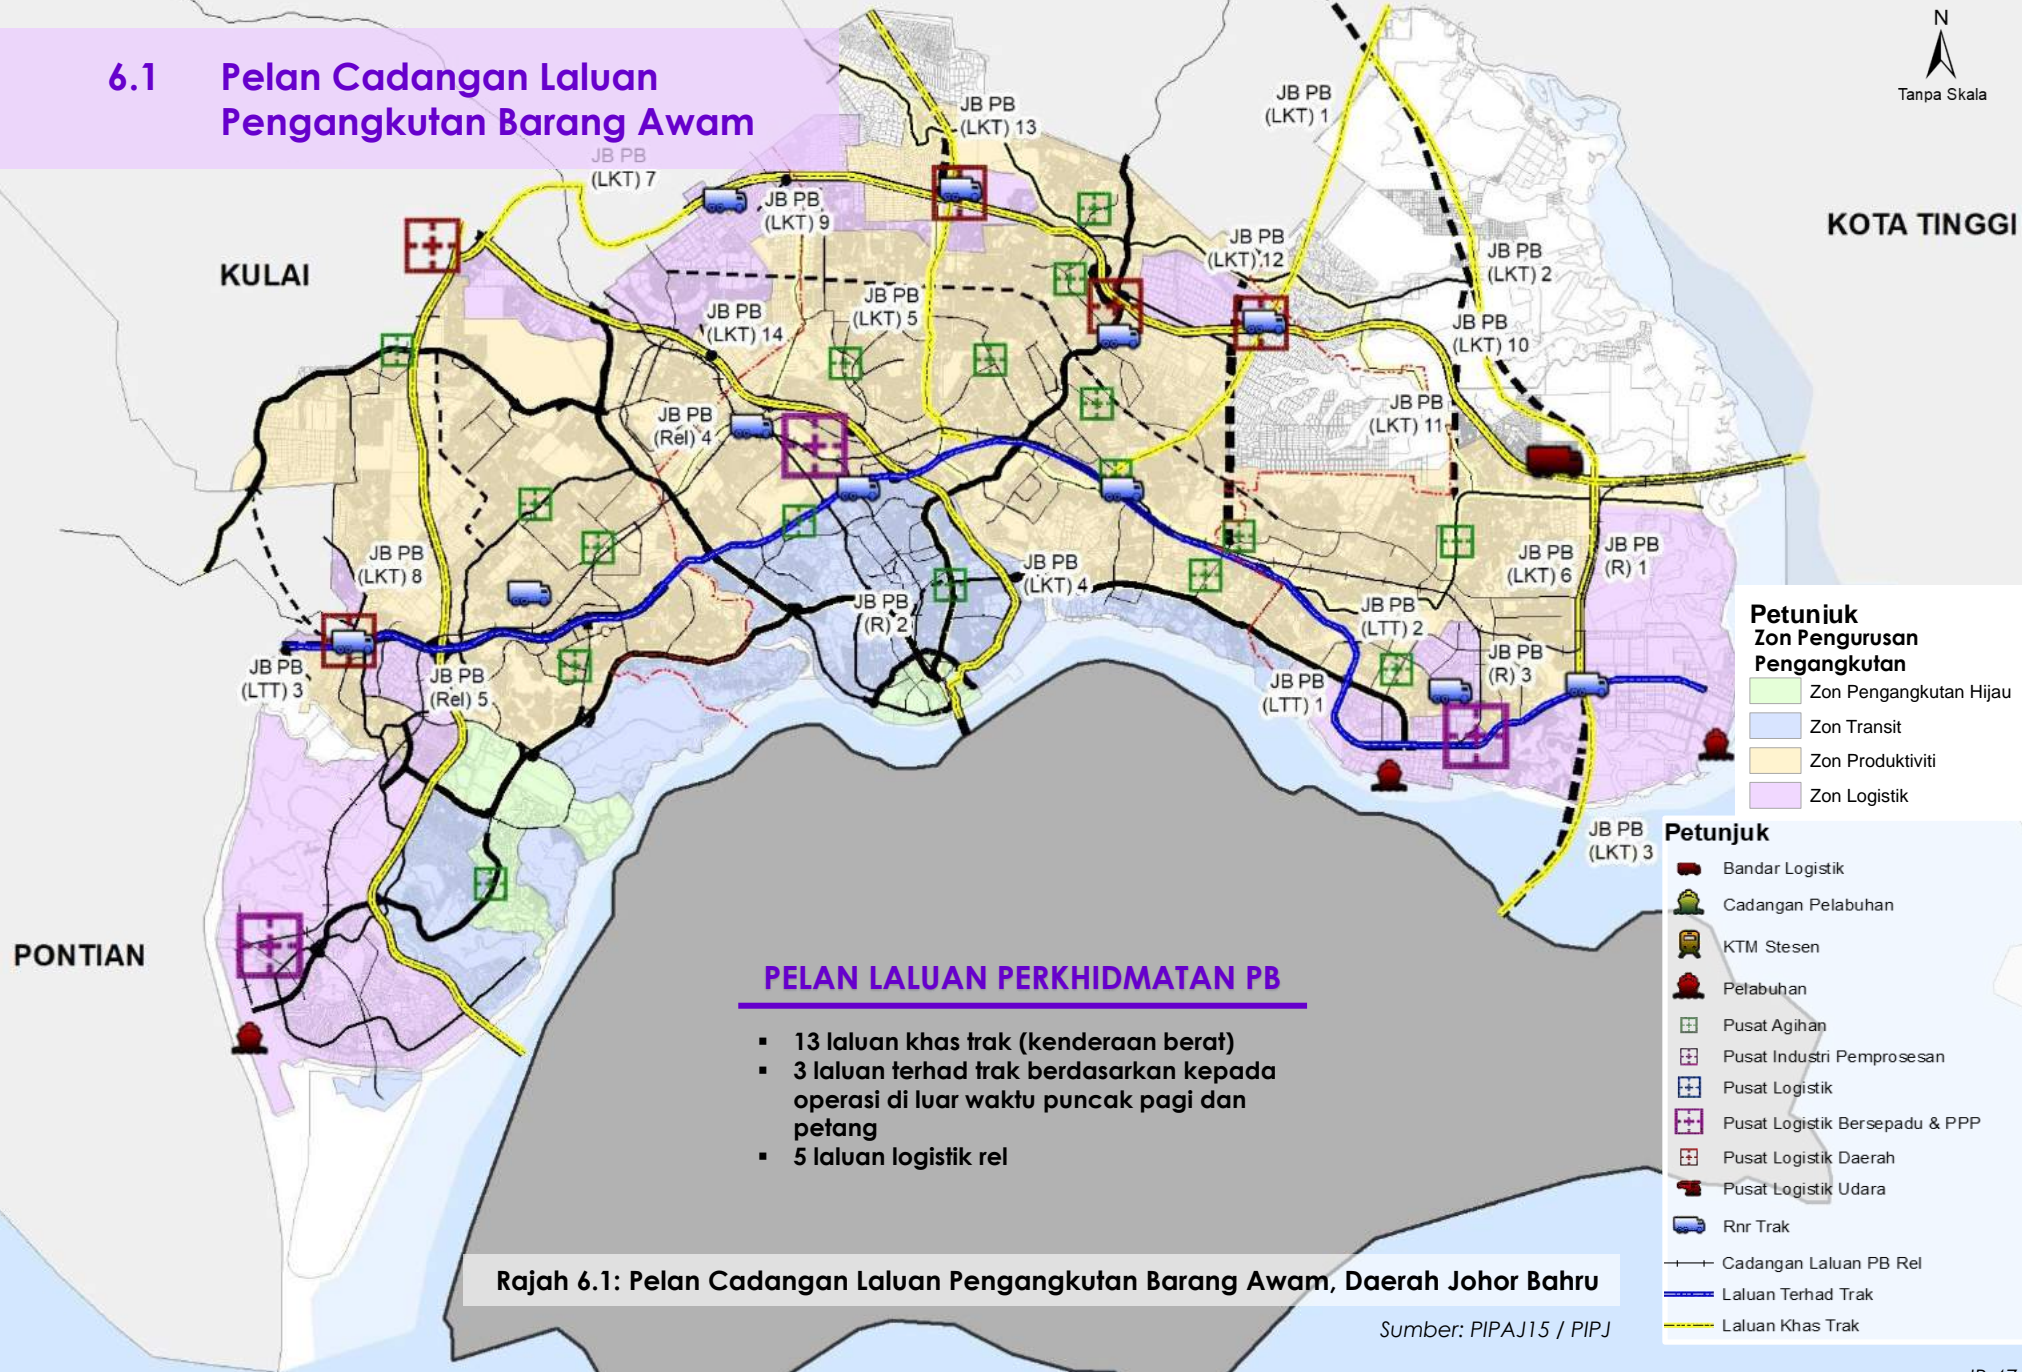 6.1 Pelan Cadangan Laluan
Pengangkutan Barang Awam
N
Tanpa Skala
JB PB
(LKT) 13
JB PB
(LKT) 1
JB PB
(LKT) 7
JB PB
(LKT) 9
KOTA TINGGI
KULAI
JB PB
(LKT) 12
JB PB
(LKT) 2
JB PB
(LKT) 5
JB PB
(LKT) 14
JB PB
(LKT) 10
JB PB
(Rel) 4
JB PB
(LKT) 11
JB PB
(LKT) 8
JB PB
(LKT) 4
JB PB
(LKT) 6
JB PB
(R) 1
JB PB
(R) 2
JB PB
(LTT) 2
JB PB
(LTT) 3
JB PB
(Rel) 5
JB PB
(LTT) 1
JB PB
(R) 3
JB PB
(LKT) 3
PONTIAN
Petunjuk
Zon Pengurusan
Pengangkutan
Zon Pengangkutan Hijau
Zon Transit
Zon Produktiviti
Zon Logistik
Petunjuk
Bandar Logistik
Cadangan Pelabuhan
KTM Stesen
Pelabuhan
Pusat Agihan
Pusat Industri Pemprosesan
Pusat Logistik
Pusat Logistik Bersepadu & PPP
Pusat Logistik Daerah
Pusat Logistik Udara
Rnr Trak
Cadangan Laluan PB Rel
Laluan Terhad Trak
Laluan Khas Trak
PELAN LALUAN PERKHIDMATAN PB
▪ 13 laluan khas trak (kenderaan berat)
▪ 3 laluan terhad trak berdasarkan kepada
operasi di luar waktu puncak pagi dan
petang
▪ 5 laluan logistik rel
Rajah 6.1: Pelan Cadangan Laluan Pengangkutan Barang Awam, Daerah Johor Bahru
Sumber: PIPAJ15 / PIPJ